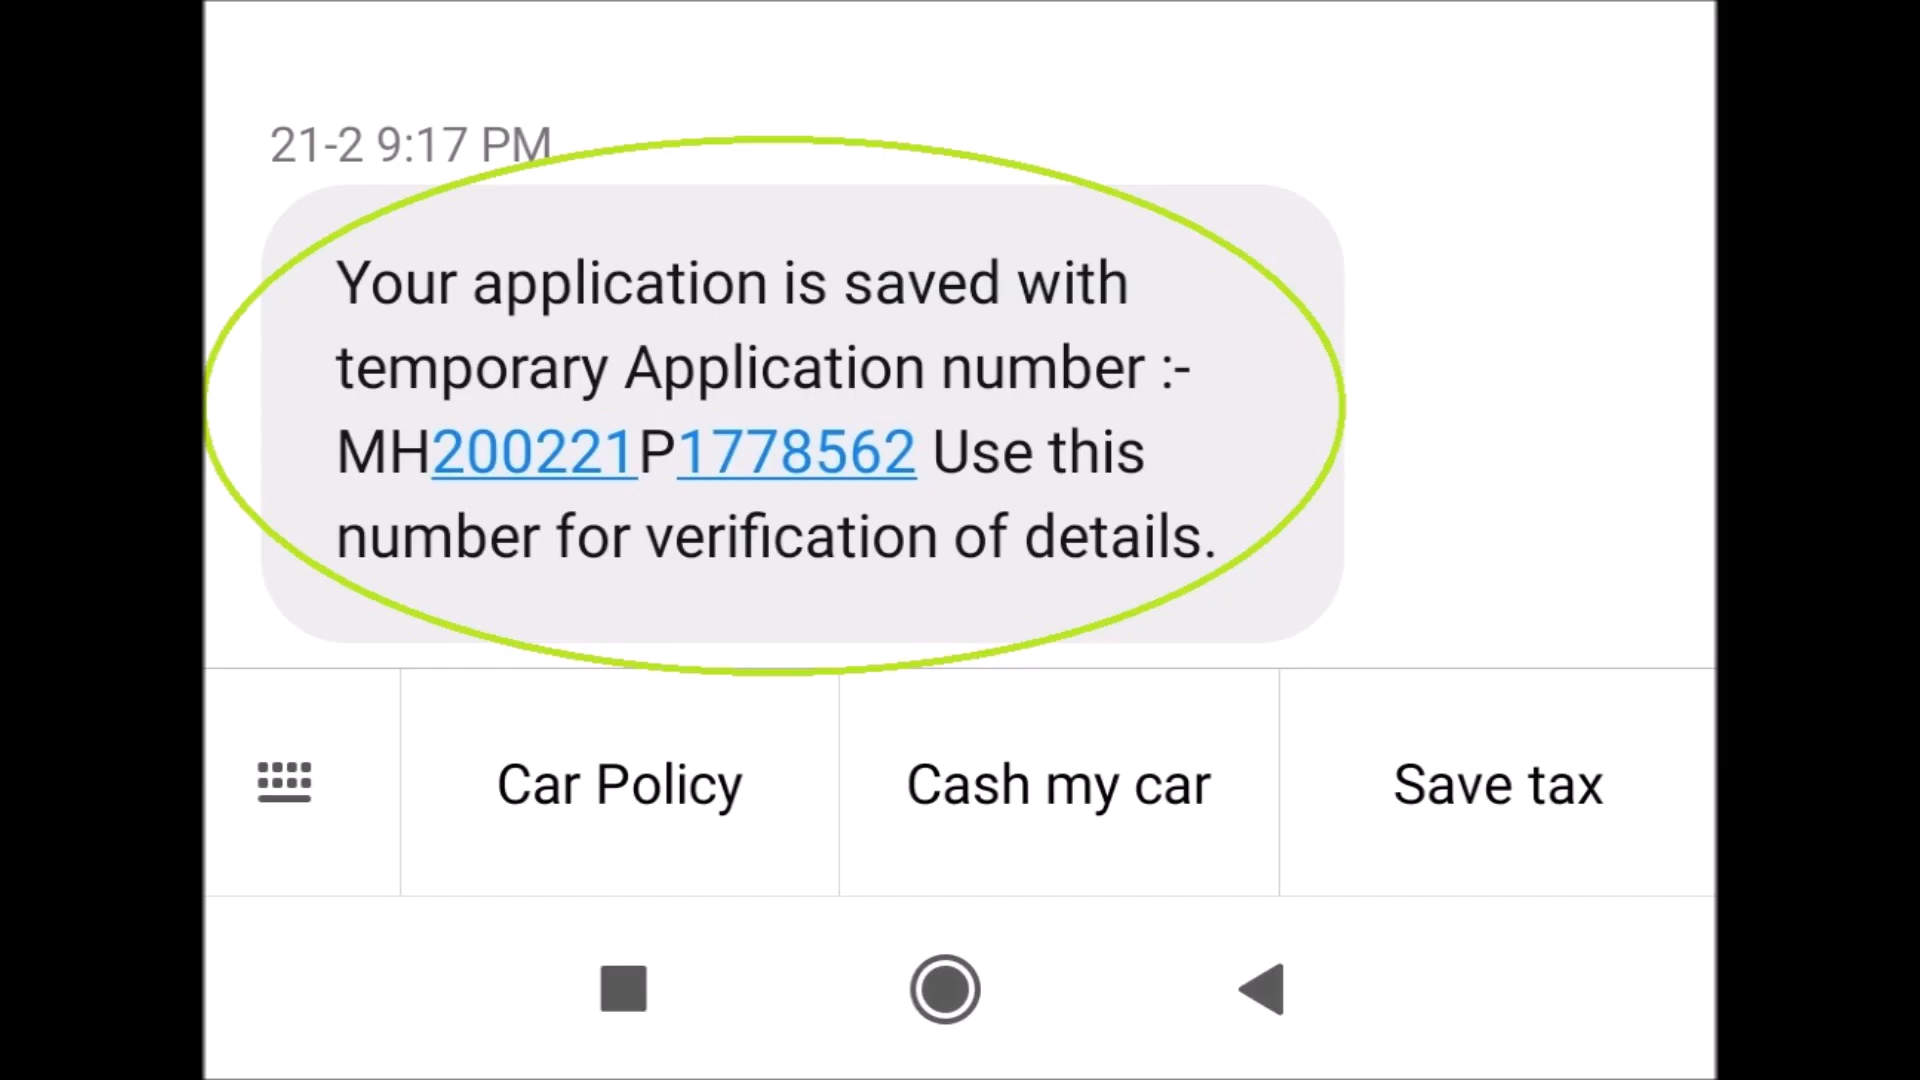 21-2 9:17 PM
Your application is saved with
temporary Application number :-
MH200221P1778562 Use this
number for verification of details.
Car Policy
Cash my car
Save tax